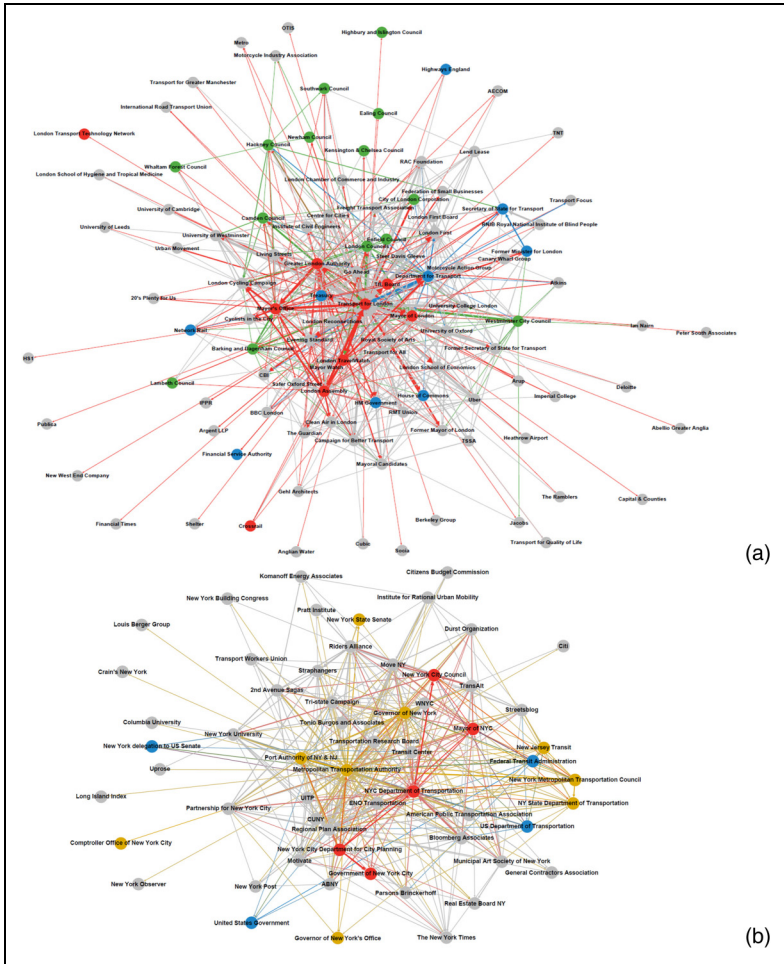 OTIS
Highbury and Islington Council
Metro
Motorcycle Industry Association
Highways England
Transport for Greater Manchester
Southwark Council
AECOM
International Road Transport Union
Ealing Council
London Transport Technology Network
Newham Council
TNT
Hackney Council
Kensington & Chelsea Council
Lend Lease
RAC Foundation
London School of Hygiene and Tropical Medicine
Whaltam Forest Council
London Chamber of Commerce and Industry
Federation of Small Businesses
City of London Corporation
Secretary of State for Transport
Transport Focus
University of Cambridge
Freight Transport Association
Centre for Cities
London First Board
Camden Council
Institute of Civil Engineers
RNIB Royal National Institute of Blind People
University of Leeds
University of Westminster
Enfield Council
London First
Urban Movement
London Councils
Former Minister for London
Living Streets
Steer Davies Gleeve
Canary Wharf Group
Greater London Authority
Motorcycle Action Group
Go Ahead
Department for Transport
London Cycling Campaign
Treasury
TfL Board
Atkins
20's Plenty For Us
Mayor's Office
Transport for London
University College London
Cyclists in the City
London Reconnections
Mayor of London
Westminster City Council
Ian Nairn
Network Rail
University of Oxford
Peter South Associates
Evening Standard
Royal Society of Arts
Barking and Dagenham Council
Transport for All
Former Secretary of State for Transport
HS1
London TravelWatch
Mayor Watch
London School of Economics
CBI
Lambeth Council
Safer Oxford Street
Arup
Deloitte
London Assembly
House of Commons
Imperial College
IPPR
Uber
Publica
BBC London
HM Government
RMT Union
Abellio Greater Anglia
Argent LLP
Clean Air in London
The Guardian
Former Mayor of London
Heathrow Airport
Campaign for Better Transport
TSSA
Financial Service Authority
Mayoral Candidates
New West End Company
Gehl Architects
The Ramblers
Capital & Counties
Financial Times
Shelter
Crossrail
Berkeley Group
Jacobs
Cubic
Transport for Quality of Life
Anglian Water
(a)
Komanoff Energy Associates
Citizens Budget Commission
New York Building Congress
Institute for Rational Urban Mobility
Pratt Institute
Louis Berger Group
New York State Senate
Durst Organization
Riders Alliance
Citi
Transport Workers Union
Move NY
Crain's New York
Straphangers
New York City Council
2nd Avenue Sagas
TransAlt
Tri-state Campaign
WNYC
Governor of New York
Streetsblog
Columbia University
Tonio Burgos and Associates
Mayor of NYC
New York University
Transportation Research Board
New York delegation to US Senate
Transit Center
New Jersey Transit
Port Authority of NY & NJ
Federal Transit Administration
Uprose
Metropolitan Transportation Authority
New York Metropolitan Transportation Council
Long Island Index
UITP
NYC Department of Transportation
ENO Transportation
NY State Department of Transportation
Partnership for New York City
CUNY
American Public Transportation Association
Regional Plan Association
US Department of Transportation
Comptroller Office of New York City
Bloomberg Associates
New York City Department for City Planning
Motivate
Municipal Art Society of New York
Government of New York City
General Contractors Association
New York Observer
New York Post
ABNY
Parsons Brinckerhoff
Real Estate Board NY
United States Government
Governor of New York's Office
The New York Times
(b)